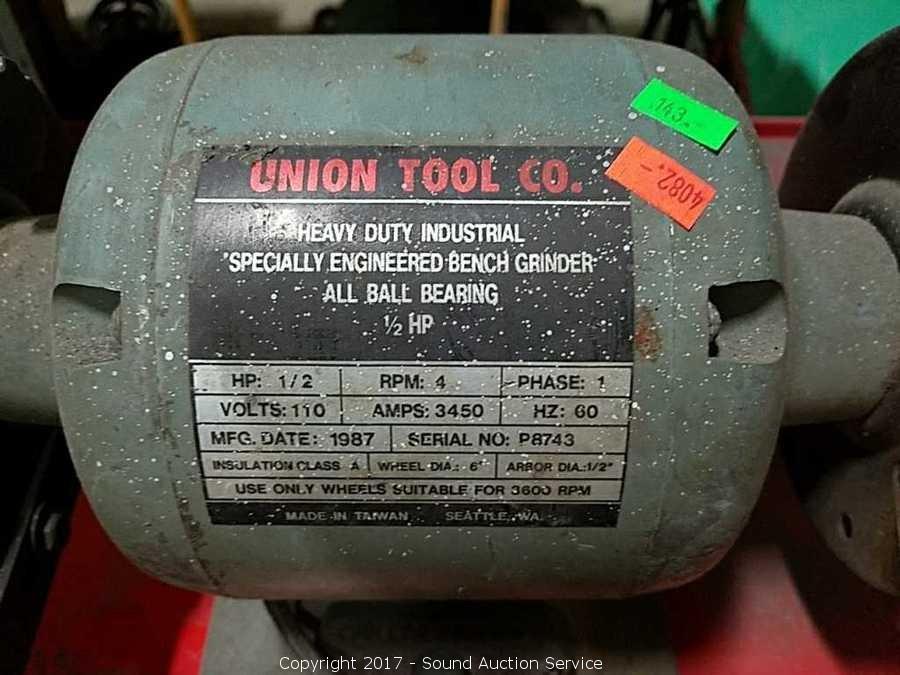 143.-
4082.-
UNION TOOL CO.
HEAVY DUTY INDUSTRIAL
"SPECIALLY ENGINEERED BENCH GRINDER"
ALL BALL BEARING
½ HP
HP: 1/2 RPM: 4 PHASE: 1
VOLTS: 110 AMPS: 3450 HZ: 60
MFG. DATE: 1987 SERIAL NO: P8743
INSULATION CLASS A WHEEL DIA.: 6" ARBOR DIA.: 1/2"
USE ONLY WHEELS SUITABLE FOR 3600 RPM
MADE IN TAIWAN SEATTLE, WA.
Copyright 2017 - Sound Auction Service